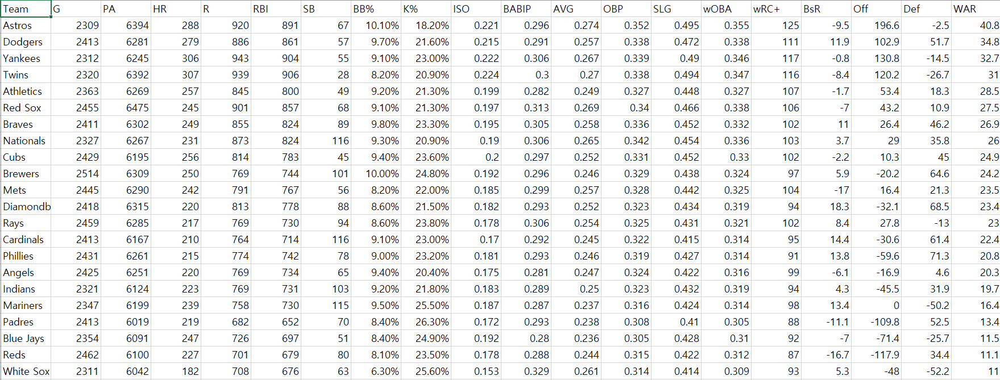 Team G PA HR R RBI SB BB% K% ISO BABIP AVG OBP SLG wOBA wRC+ BsR Off Def WAR
Astros 2309 6394 288 920 891 67 10.10% 18.20% 0.221 0.296 0.274 0.352 0.495 0.355 125 -9.5 196.6 -2.5 40.8
Dodgers 2413 6281 279 886 861 57 9.70% 21.60% 0.215 0.291 0.257 0.338 0.472 0.338 111 11.9 102.9 51.7 34.8
Yankees 2312 6245 306 943 904 55 9.10% 23.00% 0.222 0.306 0.267 0.339 0.49 0.346 117 -0.8 130.8 -14.5 32.7
Twins 2320 6392 307 939 906 28 8.20% 20.90% 0.224 0.3 0.27 0.338 0.494 0.347 116 -8.4 120.2 -26.7 31
Athletics 2363 6269 257 845 800 49 9.20% 21.30% 0.199 0.282 0.249 0.327 0.448 0.327 107 -1.7 53.4 18.3 28.5
Red Sox 2455 6475 245 901 857 68 9.10% 21.30% 0.197 0.313 0.269 0.34 0.466 0.338 106 -7 43.2 10.9 27.5
Braves 2411 6302 249 855 824 89 9.80% 23.30% 0.195 0.305 0.258 0.336 0.452 0.332 102 11 26.4 46.2 26.9
Nationals 2327 6267 231 873 824 116 9.30% 20.90% 0.19 0.306 0.265 0.342 0.454 0.336 103 3.7 29 35.8 26
Cubs 2429 6195 256 814 783 45 9.40% 23.60% 0.2 0.297 0.252 0.331 0.452 0.33 102 -2.2 10.3 45 24.9
Brewers 2514 6309 250 769 744 101 10.00% 24.80% 0.192 0.296 0.246 0.329 0.438 0.324 97 5.9 -20.2 64.6 24.2
Mets 2445 6290 242 791 767 56 8.20% 22.00% 0.185 0.299 0.257 0.328 0.442 0.325 104 -17 16.4 21.3 23.5
Diamondb 2418 6315 220 813 778 88 8.60% 21.50% 0.182 0.293 0.252 0.323 0.434 0.319 94 18.3 -32.1 68.5 23.4
Rays 2459 6285 217 769 730 94 8.60% 23.80% 0.178 0.306 0.254 0.325 0.431 0.321 102 8.4 27.8 -13 23
Cardinals 2413 6167 210 764 714 116 9.10% 23.00% 0.17 0.292 0.245 0.322 0.415 0.314 95 14.4 -30.6 61.4 22.4
Phillies 2431 6261 215 774 742 78 9.00% 23.20% 0.181 0.293 0.246 0.319 0.427 0.314 91 13.8 -59.6 71.3 20.8
Angels 2425 6251 220 769 734 65 9.40% 20.40% 0.175 0.281 0.247 0.324 0.422 0.316 99 -6.1 -16.9 4.6 20.3
Indians 2321 6124 223 769 731 103 9.20% 21.80% 0.183 0.289 0.25 0.323 0.432 0.319 94 4.3 -45.5 31.9 19.7
Mariners 2347 6199 239 758 730 115 9.50% 25.50% 0.187 0.287 0.237 0.316 0.424 0.314 98 13.4 0 -50.2 16.4
Padres 2413 6019 219 682 652 70 8.40% 26.30% 0.172 0.293 0.238 0.308 0.41 0.305 88 -11.1 -109.8 52.5 13.4
Blue Jays 2354 6091 247 726 697 51 8.40% 24.90% 0.192 0.28 0.236 0.305 0.428 0.31 92 -7 -71.4 -25.7 11.5
Reds 2462 6100 227 701 679 80 8.10% 23.50% 0.178 0.288 0.244 0.315 0.422 0.312 87 -16.7 -117.9 34.4 11.1
White Sox 2311 6042 182 708 676 63 6.30% 25.60% 0.153 0.329 0.261 0.314 0.414 0.309 93 5.3 -48 -52.2 11